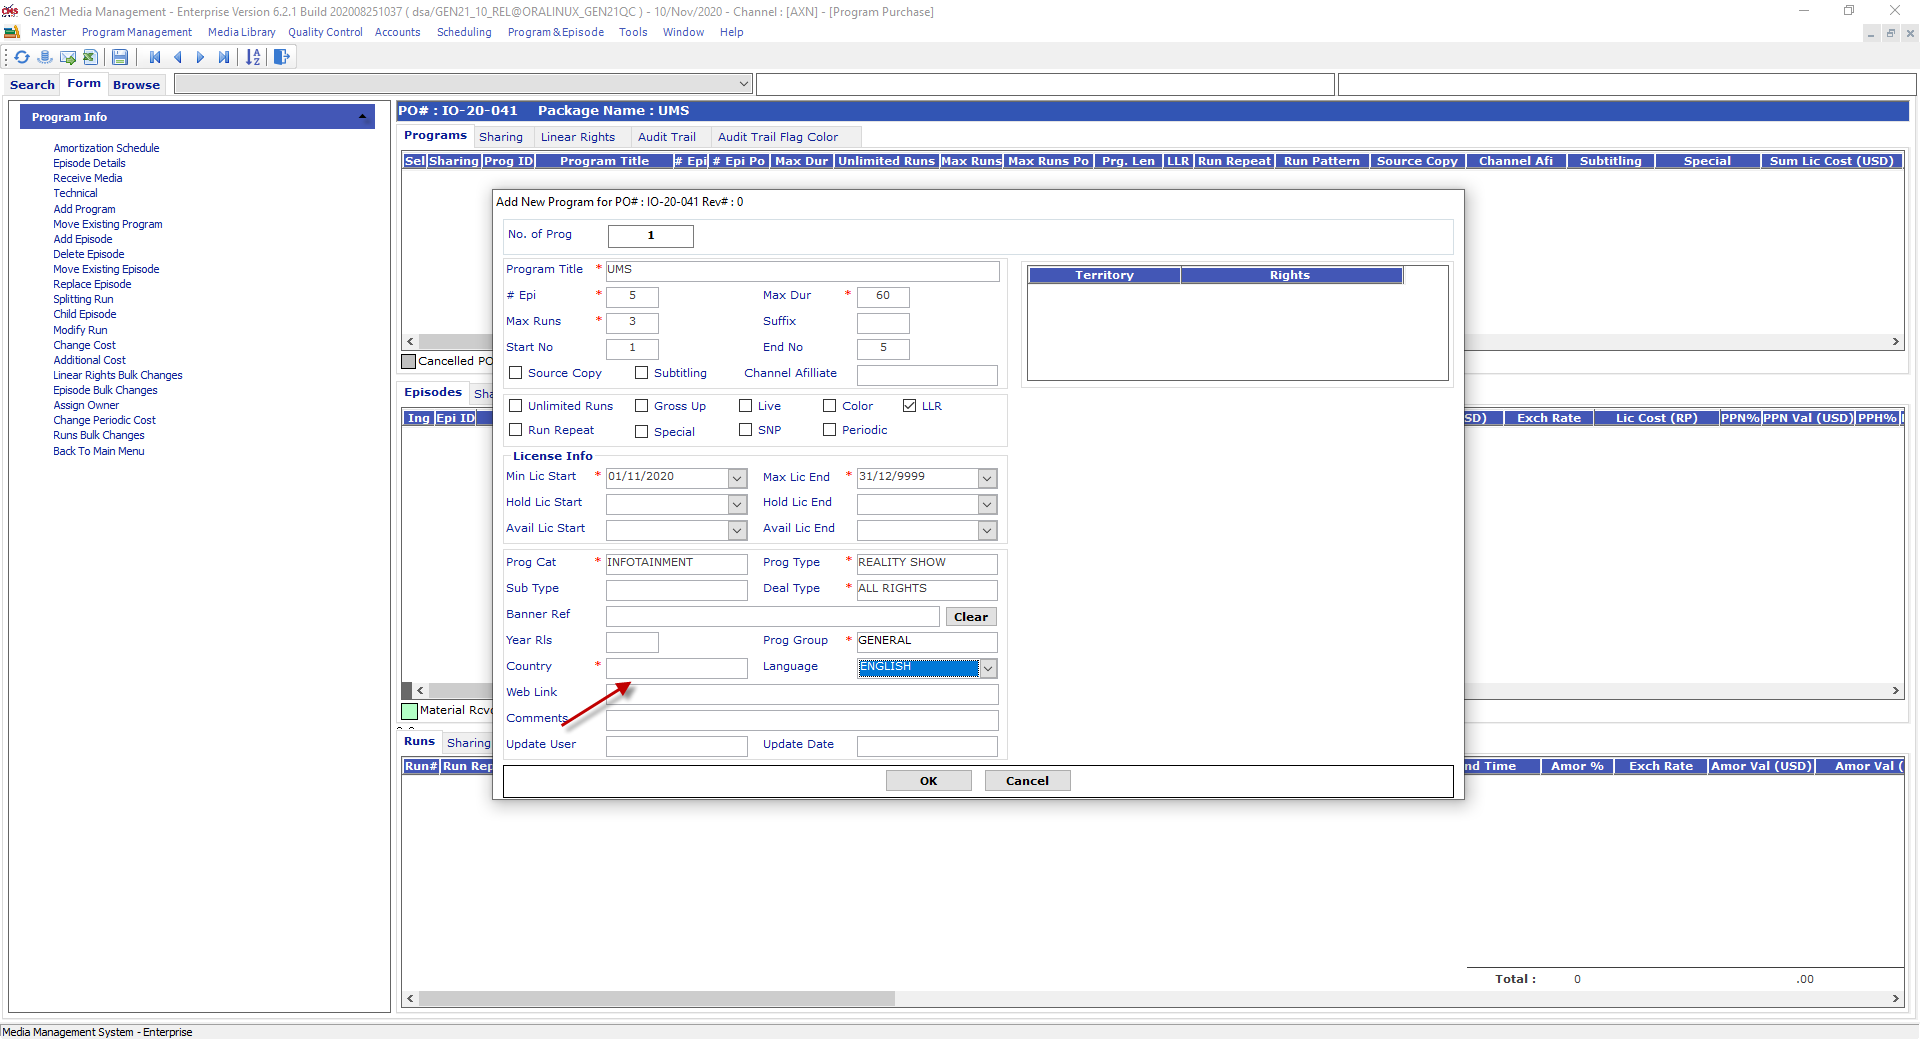 Gen21 Media Management - Enterprise Version 6.2.1 Build 202008251037 ( dsa/GEN21_10_REL@ORALINUX_GEN21QC ) - 10/Nov/2020 - Channel : [AXN] - [Program Purchase]
Master Program Management Media Library Quality Control Accounts Scheduling Program & Episode Tools Window Help
Search Form Browse
Program Info
Amortization Schedule
Episode Details
Receive Media
Technical
Add Program
Move Existing Program
Add Episode
Delete Episode
Move Existing Episode
Replace Episode
Splitting Run
Child Episode
Modify Run
Change Cost
Additional Cost
Linear Rights Bulk Changes
Episode Bulk Changes
Assign Owner
Change Periodic Cost
Runs Bulk Changes
Back To Main Menu
PO# : IO-20-041 Package Name : UMS
Programs Sharing Linear Rights Audit Trail Audit Trail Flag Color
Sel Sharing Prog ID Program Title # Epi # Epi Po Max Dur Unlimited Runs Max Runs Max Runs Po Prg. Len LLR Run Repeat Run Pattern Source Copy Channel Afi Subtitling Special Sum Lic Cost (USD)
Cancelled PO
Add New Program for PO# : IO-20-041 Rev# : 0
No. of Prog 1
Program Title * UMS
# Epi * 5 Max Dur * 60
Max Runs * 3 Suffix
Start No 1 End No 5
Source Copy Subtitling Channel Afilliate
Unlimited Runs Gross Up Live Color LLR
Run Repeat Special SNP Periodic
License Info
Min Lic Start * 01/11/2020 Max Lic End * 31/12/9999
Hold Lic Start Hold Lic End
Avail Lic Start Avail Lic End
Prog Cat * INFOTAINMENT Prog Type * REALITY SHOW
Sub Type Deal Type * ALL RIGHTS
Banner Ref Clear
Year Rls Prog Group * GENERAL
Country * Language ENGLISH
Web Link
Comments
Update User Update Date
OK Cancel
Territory Rights
Episodes Sha
Ing Epi ID SD) Exch Rate Lic Cost (RP) PPN% PPN Val (USD) PPH%
Material Rcv
Runs Sharing
Run# Run Rep nd Time Amor % Exch Rate Amor Val (USD) Amor Val (
Total : 0 .00
Media Management System - Enterprise